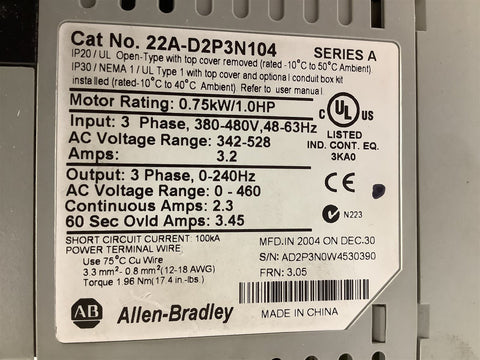 Cat No. 22A-D2P3N104 SERIES A
IP20 / UL Open-Type with top cover removed (rated -10°C to 50°C Ambient)
IP30 / NEMA 1 / UL Type 1 with top cover and optional conduit box kit
installed (rated-10°C to 40°C Ambient). Refer to user manual
Motor Rating: 0.75kW/1.0HP
Input: 3 Phase, 380-480V,48-63Hz
AC Voltage Range: 342-528
Amps: 3.2
Output: 3 Phase, 0-240Hz
AC Voltage Range: 0 - 460
Continuous Amps: 2.3
60 Sec Ovld Amps: 3.45
c UL US
LISTED
IND. CONT. EQ.
3KA0
CE
N223
SHORT CIRCUIT CURRENT: 100kA
POWER TERMINAL WIRE
Use 75°C Cu Wire
3.3 mm²- 0.8 mm²(12-18 AWG)
Torque 1.96 Nm(17.4 in.-lbs.)
MFD.IN 2004 ON DEC.30
S/N: AD2P3N0W4530390
FRN: 3.05
AB Allen-Bradley
MADE IN CHINA